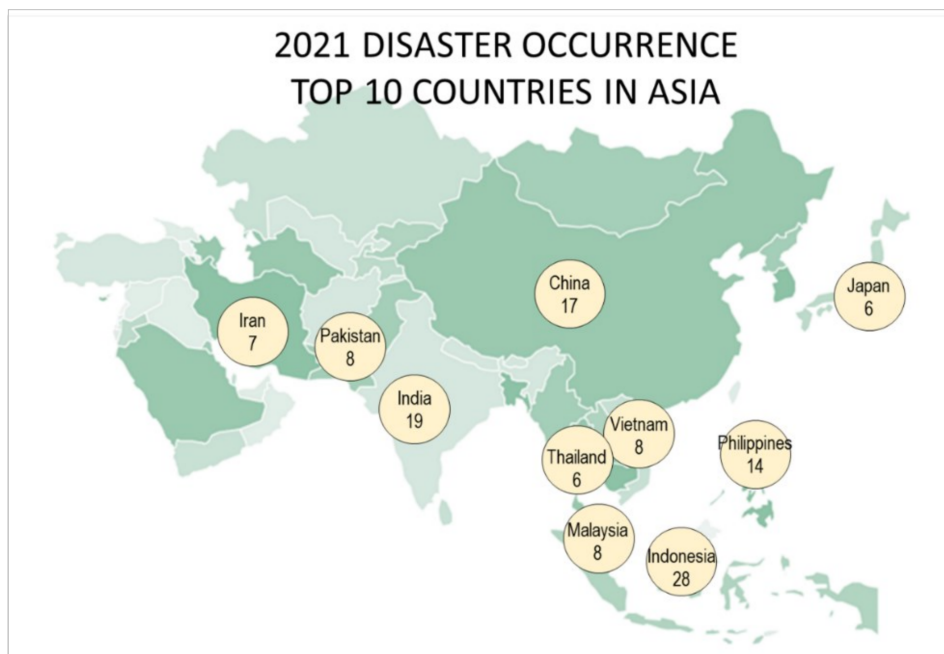 2021 DISASTER OCCURRENCE
TOP 10 COUNTRIES IN ASIA
China
17
Japan
6
Iran
7
Pakistan
8
India
19
Vietnam
8
Philippines
14
Thailand
6
Malaysia
8
Indonesia
28